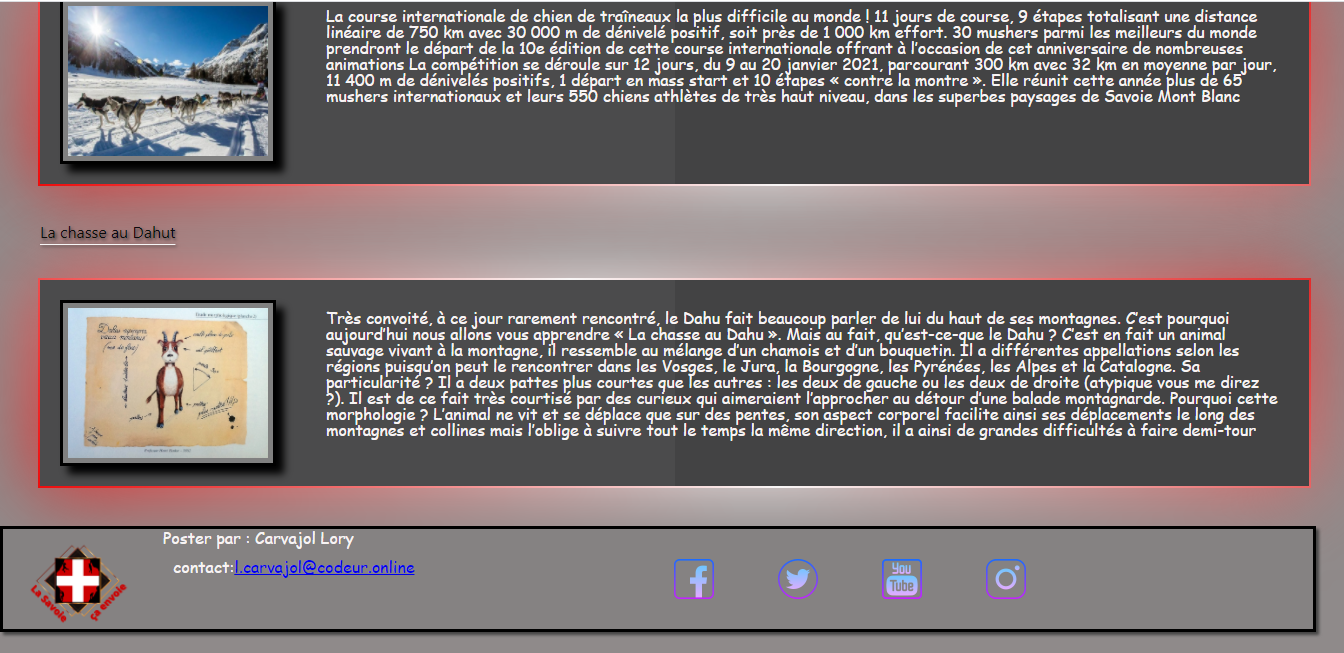 La course internationale de chien de traîneaux la plus difficile au monde ! 11 jours de course, 9 étapes totalisant une distance
linéaire de 750 km avec 30 000 m de dénivelé positif, soit près de 1 000 km effort. 30 mushers parmi les meilleurs du monde
prendront le départ de la 10e édition de cette course internationale offrant à l’occasion de cet anniversaire de nombreuses
animations La compétition se déroule sur 12 jours, du 9 au 20 janvier 2021, parcourant 300 km avec 32 km en moyenne par jour,
11 400 m de dénivelés positifs, 1 départ en mass start et 10 étapes « contre la montre ». Elle réunit cette année plus de 65
mushers internationaux et leurs 550 chiens athlètes de très haut niveau, dans les superbes paysages de Savoie Mont Blanc
La chasse au Dahut
Très convoité, à ce jour rarement rencontré, le Dahu fait beaucoup parler de lui du haut de ses montagnes. C’est pourquoi
aujourd’hui nous allons vous apprendre « La chasse au Dahu ». Mais au fait, qu’est-ce-que le Dahu ? C’est en fait un animal
sauvage vivant à la montagne, il ressemble au mélange d’un chamois et d’un bouquetin. Il a différentes appellations selon les
régions puisqu’on peut le rencontrer dans les Vosges, le Jura, la Bourgogne, les Pyrénées, les Alpes et la Catalogne. Sa
particularité ? Il a deux pattes plus courtes que les autres : les deux de gauche ou les deux de droite (atypique vous me direz
?). Il est de ce fait très courtisé par des curieux qui aimeraient l’approcher au détour d’une balade montagnarde. Pourquoi cette
morphologie ? L’animal ne vit et se déplace que sur des pentes, son aspect corporel facilite ainsi ses déplacements le long des
montagnes et collines mais l’oblige à suivre tout le temps la même direction, il a ainsi de grandes difficultés à faire demi-tour
Poster par : Carvajol Lory
contact:l.carvajol@codeur.online
La Savoie
ça envoie
You
Tube